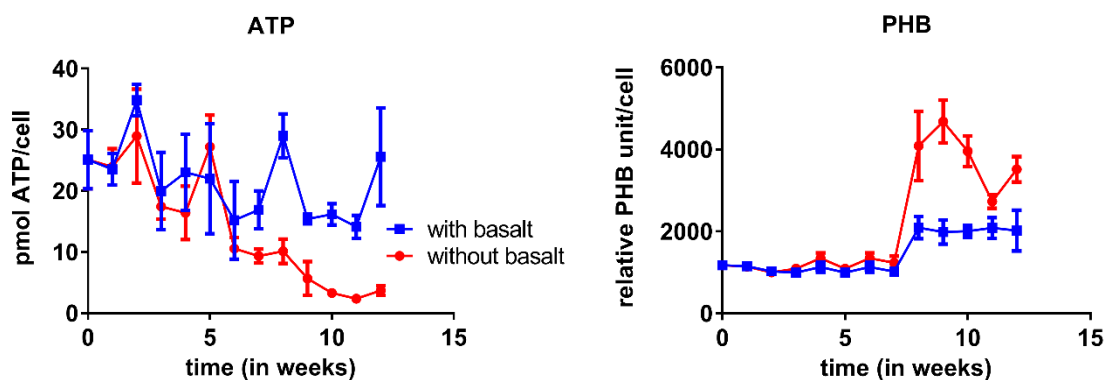 ATP
pmol ATP/cell
40
30
20
10
0
0 5 10 15
time (in weeks)
with basalt
without basalt
PHB
relative PHB unit/cell
6000
4000
2000
0
0 5 10 15
time (in weeks)